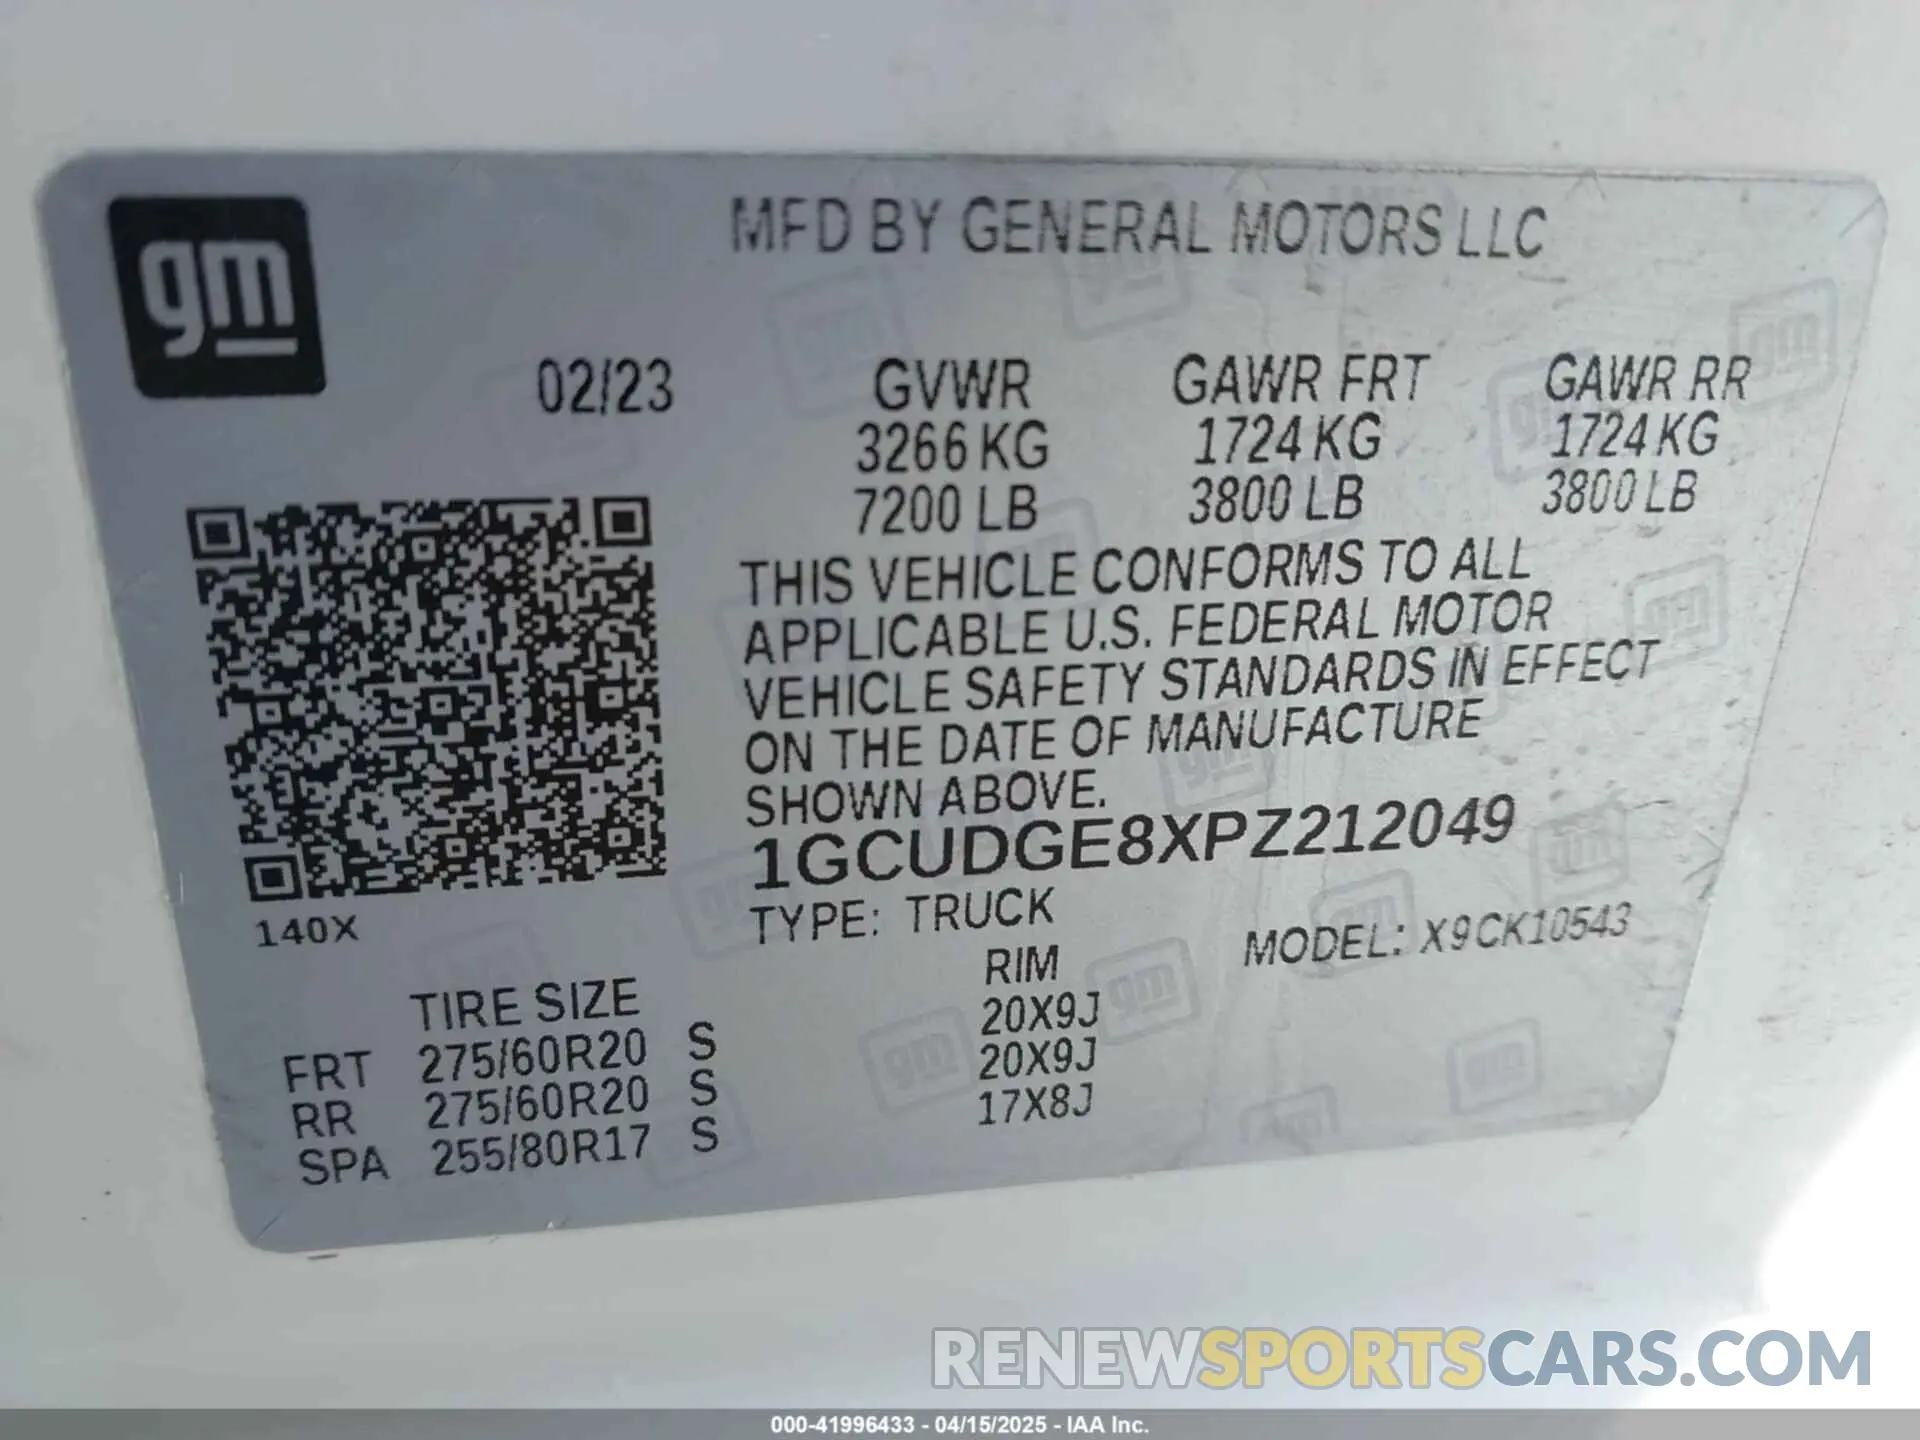 gm
MFD BY GENERAL MOTORS LLC
02/23 GVWR GAWR FRT GAWR RR
3266 KG 1724 KG 1724 KG
7200 LB 3800 LB 3800 LB
THIS VEHICLE CONFORMS TO ALL
APPLICABLE U.S. FEDERAL MOTOR
VEHICLE SAFETY STANDARDS IN EFFECT
ON THE DATE OF MANUFACTURE
SHOWN ABOVE.
1GCUDGE8XPZ212049
140X
TYPE: TRUCK MODEL: X9CK10543
TIRE SIZE RIM
FRT 275/60R20 S 20X9J
RR 275/60R20 S 20X9J
SPA 255/80R17 S 17X8J
RENEWSPORTSCARS.COM
000-41996433 - 04/15/2025 - IAA Inc.